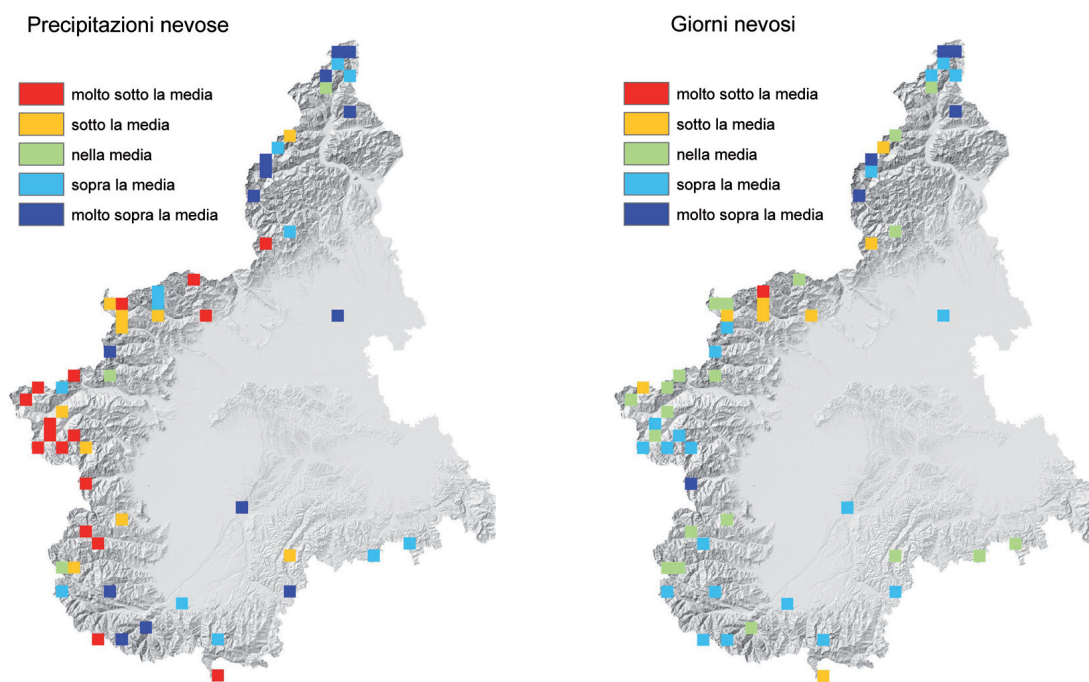 Precipitazioni nevose
molto sotto la media
sotto la media
nella media
sopra la media
molto sopra la media
Giorni nevosi
molto sotto la media
sotto la media
nella media
sopra la media
molto sopra la media